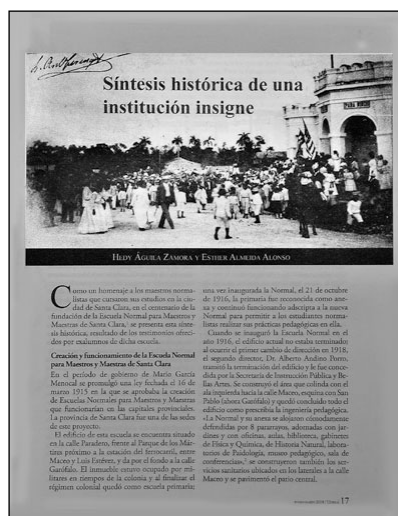 Síntesis histórica de una
institución insigne
HEDY ÁGUILA ZAMORA Y ESTHER ALMEIDA ALONSO
Como un homenaje a los maestros norma-
listas que cursaron sus estudios en la ciu-
dad de Santa Clara, en el centenario de
la fundación de la Escuela Normal para Maestros y
Maestras de Santa Clara,¹ se presenta esta sínte-
sis histórica, resultado de los testimonios ofreci-
dos por exalumnos de dicha escuela.
Creación y funcionamiento de la Escuela Normal
para Maestros y Maestras de Santa Clara
En el período de gobierno de Mario García
Menocal se promulgó una ley fechada el 16 de
marzo 1915 en la que se aprobaba la creación
de Escuelas Normales para Maestros y Maestras
que funcionarían en las capitales provinciales.
La provincia de Santa Clara fue una de las sedes
de este proyecto.
El edificio de esta escuela se encuentra situado
en la calle Paradero, frente al Parque de los Már-
tires próximo a la estación del ferrocarril, entre
Maceo y Luis Estévez, y da por el fondo a la calle
Garófalo. El inmueble estuvo ocupado por mi-
litares en tiempos de la colonia y al finalizar el
régimen colonial quedó como escuela primaria;
una vez inaugurada la Normal, el 21 de octubre
de 1916, la primaria fue reconocida como ane-
xa y continuó funcionando adscripta a la nueva
Normal para permitir a los estudiantes norma-
listas realizar sus prácticas pedagógicas en ella.
Cuando se inauguró la Escuela Normal en el
año 1916, el edificio actual no estaba terminado;
al ocurrir el primer cambio de dirección en 1918,
el segundo director, Dr. Alberto Andino Porro,
tramitó la terminación del edificio y le fue conce-
dida por la Secretaría de Instrucción Pública y Be-
llas Artes. Se construyó el área que colinda con el
ala izquierda hacia la calle Maceo, esquina con San
Pablo (ahora Garófalo) y quedó concluido todo el
edificio como prescribía la ingeniería pedagógica.
«La Normal y su anexa se alojaron cómodamente
defendidas por 8 pararrayos, adornadas con jar-
dines y con oficinas, aulas, biblioteca, gabinetes
de Física y Química, de Historia Natural, labora-
torios de Paidología, museo pedagógico, sala de
conferencias»,² se construyeron también los ser-
vicios sanitarios ubicados en los laterales a la calle
Maceo y se pavimentó el patio central.
17